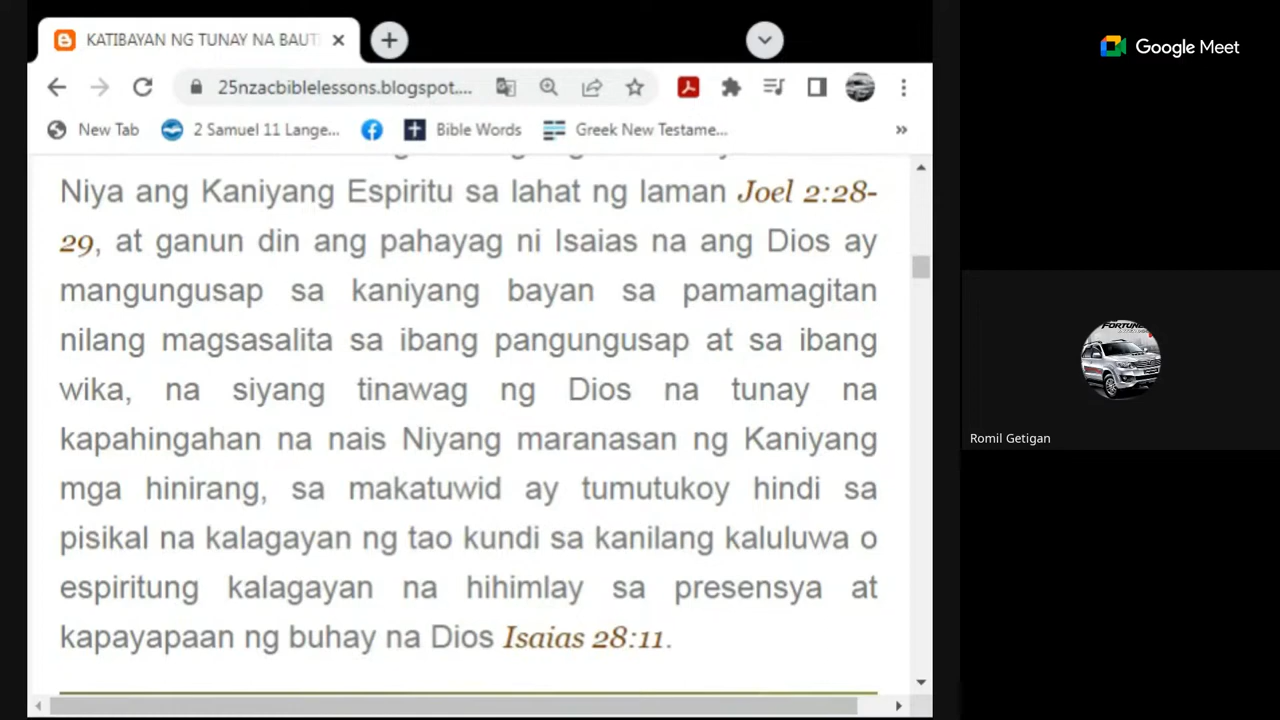 KATIBAYAN NG TUNAY NA BAUT
Google Meet
25nzacbiblelessons.blogspot....
New Tab
2 Samuel 11 Lange...
Bible Words
Greek New Testame...
Niya ang Kaniyang Espiritu sa lahat ng laman Joel 2:28-
29, at ganun din ang pahayag ni Isaias na ang Dios ay
mangungusap sa kaniyang bayan sa pamamagitan
nilang magsasalita sa ibang pangungusap at sa ibang
wika, na siyang tinawag ng Dios na tunay na
kapahingahan na nais Niyang maranasan ng Kaniyang
mga hinirang, sa makatuwid ay tumutukoy hindi sa
pisikal na kalagayan ng tao kundi sa kanilang kaluluwa o
espiritung kalagayan na hihimlay sa presensya at
kapayapaan ng buhay na Dios Isaias 28:11.
Romil Getigan